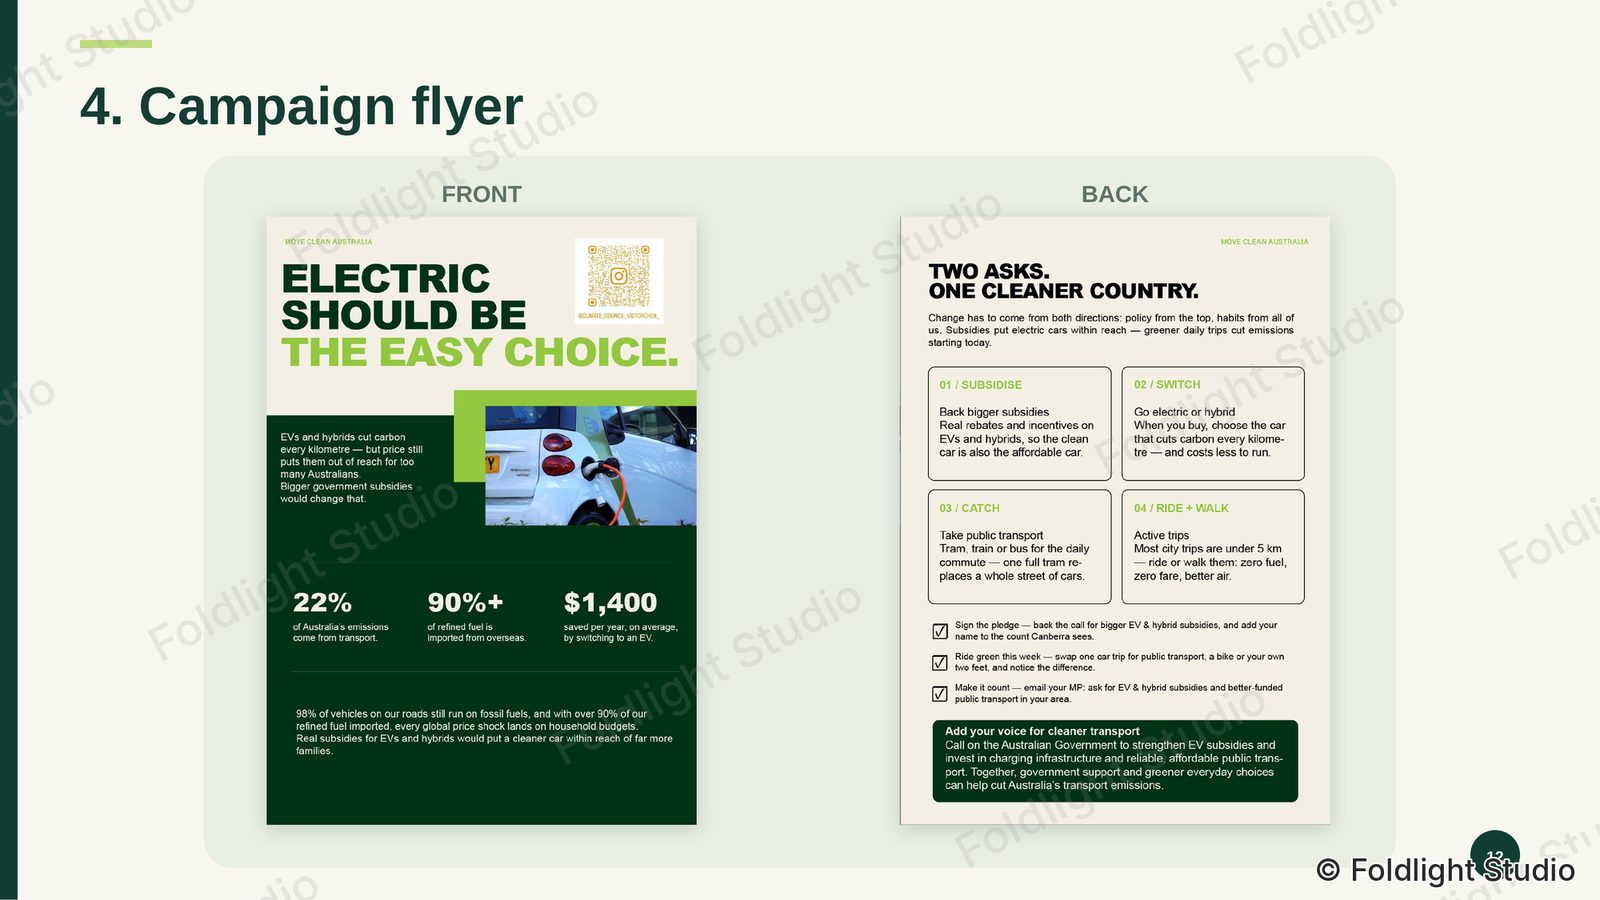 4. Campaign flyer
FRONT
MOVE CLEAN AUSTRALIA
ELECTRIC
SHOULD BE
THE EASY CHOICE.
@CLIMATE_COUNCIL_VICTORCHEN_
EVs and hybrids cut carbon
every kilometre — but price still
puts them out of reach for too
many Australians.
Bigger government subsidies
would change that.
22%
of Australia's emissions
come from transport.
90%+
of refined fuel is
imported from overseas.
$1,400
saved per year, on average,
by switching to an EV.
98% of vehicles on our roads still run on fossil fuels, and with over 90% of our
refined fuel imported, every global price shock lands on household budgets.
Real subsidies for EVs and hybrids would put a cleaner car within reach of far more
families.
BACK
MOVE CLEAN AUSTRALIA
TWO ASKS.
ONE CLEANER COUNTRY.
Change has to come from both directions: policy from the top, habits from all of
us. Subsidies put electric cars within reach — greener daily trips cut emissions
starting today.
01 / SUBSIDISE
Back bigger subsidies
Real rebates and incentives on
EVs and hybrids, so the clean
car is also the affordable car.
02 / SWITCH
Go electric or hybrid
When you buy, choose the car
that cuts carbon every kilome-
tre — and costs less to run.
03 / CATCH
Take public transport
Tram, train or bus for the daily
commute — one full tram re-
places a whole street of cars.
04 / RIDE + WALK
Active trips
Most city trips are under 5 km
— ride or walk them: zero fuel,
zero fare, better air.
Sign the pledge — back the call for bigger EV & hybrid subsidies, and add your
name to the count Canberra sees.
Ride green this week — swap one car trip for public transport, a bike or your own
two feet, and notice the difference.
Make it count — email your MP: ask for EV & hybrid subsidies and better-funded
public transport in your area.
Add your voice for cleaner transport
Call on the Australian Government to strengthen EV subsidies and
invest in charging infrastructure and reliable, affordable public trans-
port. Together, government support and greener everyday choices
can help cut Australia's transport emissions.
© Foldlight Studio
Foldlight Studio